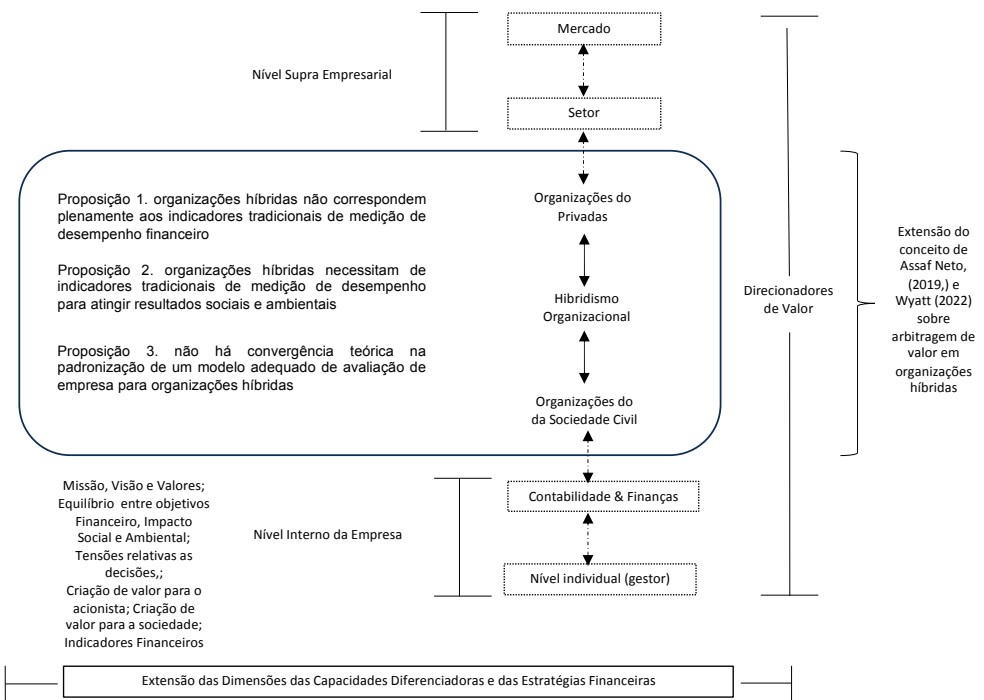 Mercado
Nível Supra Empresarial
Setor
Proposição 1. organizações híbridas não correspondem
plenamente aos indicadores tradicionais de medição de
desempenho financeiro
Proposição 2. organizações híbridas necessitam de
indicadores tradicionais de medição de desempenho
para atingir resultados sociais e ambientais
Proposição 3. não há convergência teórica na
padronização de um modelo adequado de avaliação de
empresa para organizações híbridas
Organizações do
Privadas
Hibridismo
Organizacional
Organizações do
da Sociedade Civil
Direcionadores
de Valor
Extensão do
conceito de
Assaf Neto,
(2019,) e
Wyatt (2022)
sobre
arbitragem de
valor em
organizações
híbridas
Missão, Visão e Valores;
Equilíbrio entre objetivos
Financeiro, Impacto
Social e Ambiental;
Tensões relativas as
decisões,;
Criação de valor para o
acionista; Criação de
valor para a sociedade;
Indicadores Financeiros
Nível Interno da Empresa
Contabilidade & Finanças
Nível individual (gestor)
Extensão das Dimensões das Capacidades Diferenciadoras e das Estratégias Financeiras